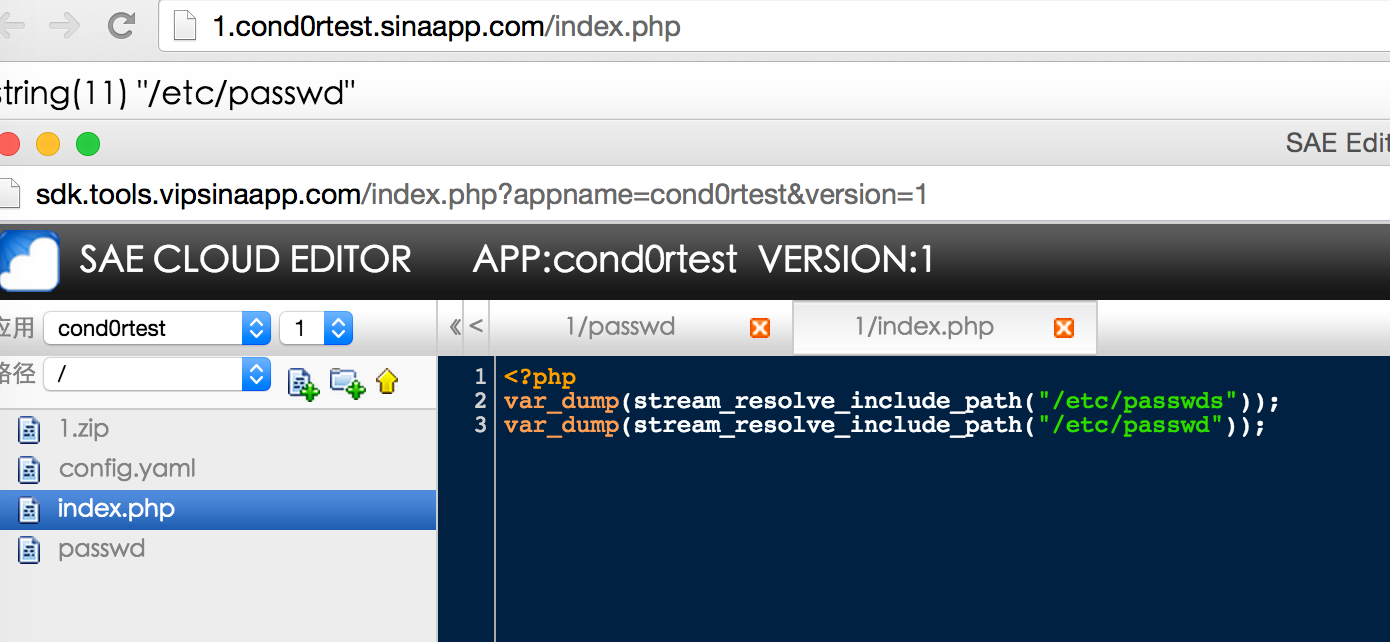 1.cond0rtest.sinaapp.com/index.php
string(11) "/etc/passwd"
SAE Edit
sdk.tools.vipsinaapp.com/index.php?appname=cond0rtest&version=1
SAE CLOUD EDITOR APP:cond0rtest VERSION:1
应用 cond0rtest 1 « < 1/passwd 1/index.php
路径 /
1 <?php
2 var_dump(stream_resolve_include_path("/etc/passwds"));
3 var_dump(stream_resolve_include_path("/etc/passwd"));
1.zip
config.yaml
index.php
passwd